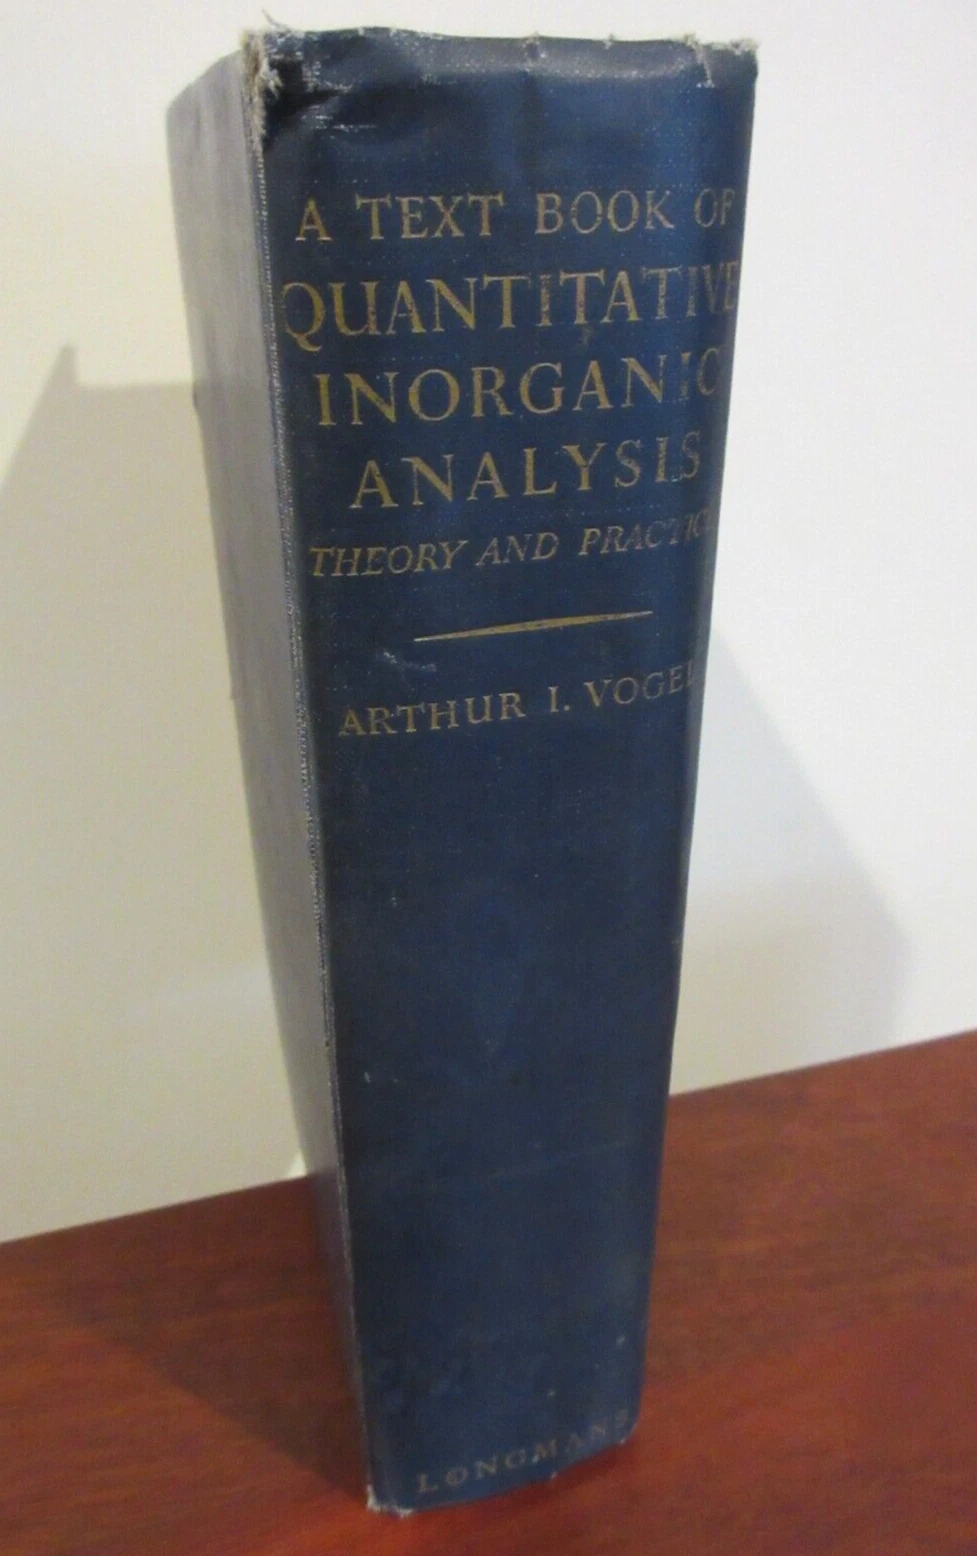 A TEXT BOOK OF
QUANTITATIVE
INORGANIC
ANALYSIS
THEORY AND PRACTICE
ARTHUR I. VOGEL
LONGMANS